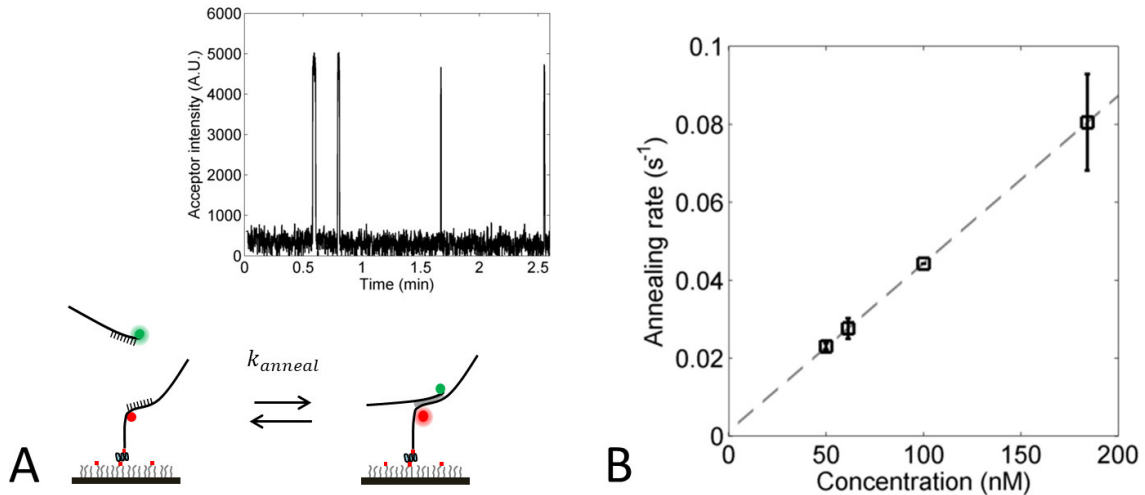 6000
5000
4000
3000
2000
1000
0
Acceptor intensity (A.U.)
0 0.5 1 1.5 2 2.5
Time (min)
k_anneal
A
0.1
0.08
0.06
0.04
0.02
0
Annealing rate (s⁻¹)
0 50 100 150 200
Concentration (nM)
B